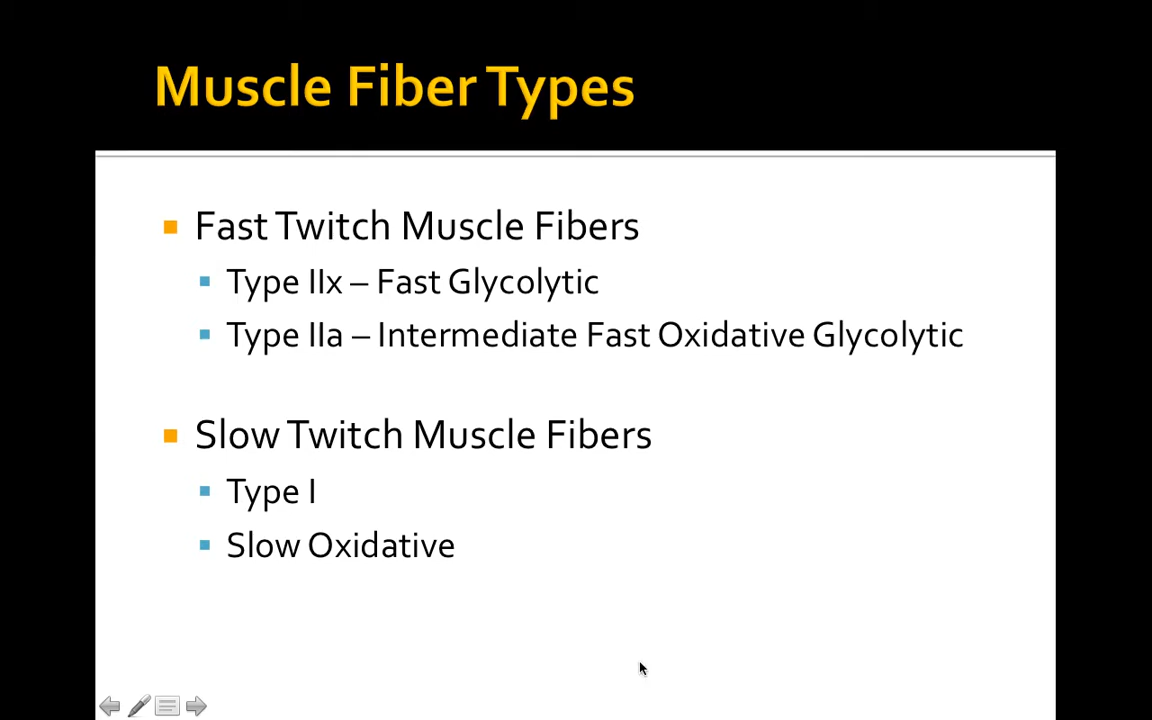 Muscle Fiber Types
Fast Twitch Muscle Fibers
Type IIx – Fast Glycolytic
Type IIa – Intermediate Fast Oxidative Glycolytic
Slow Twitch Muscle Fibers
Type I
Slow Oxidative